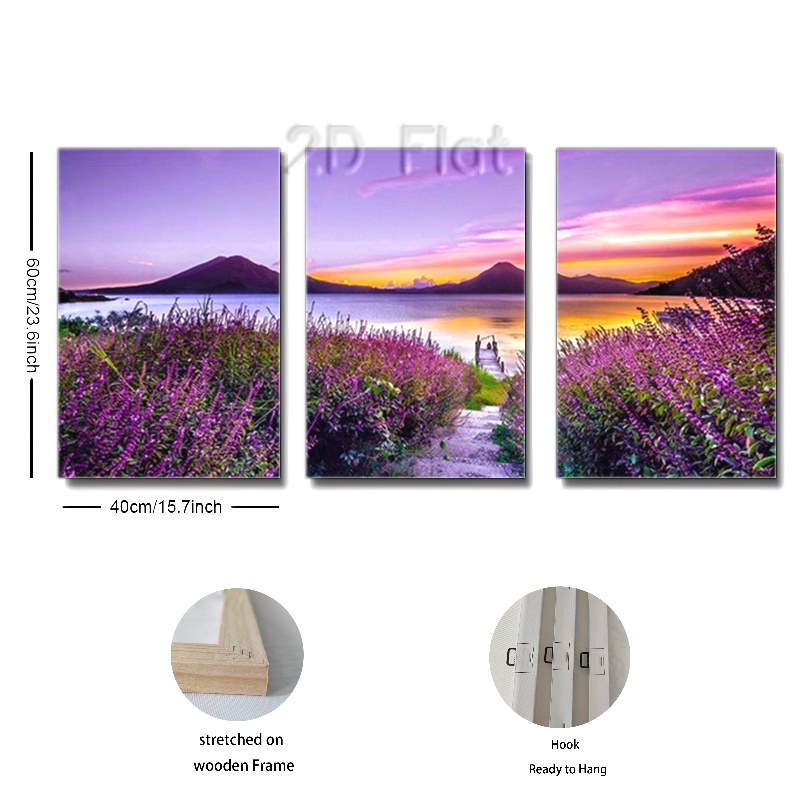 2D Flat
60cm/23.6inch
40cm/15.7inch
stretched on
wooden Frame
Hook
Ready to Hang